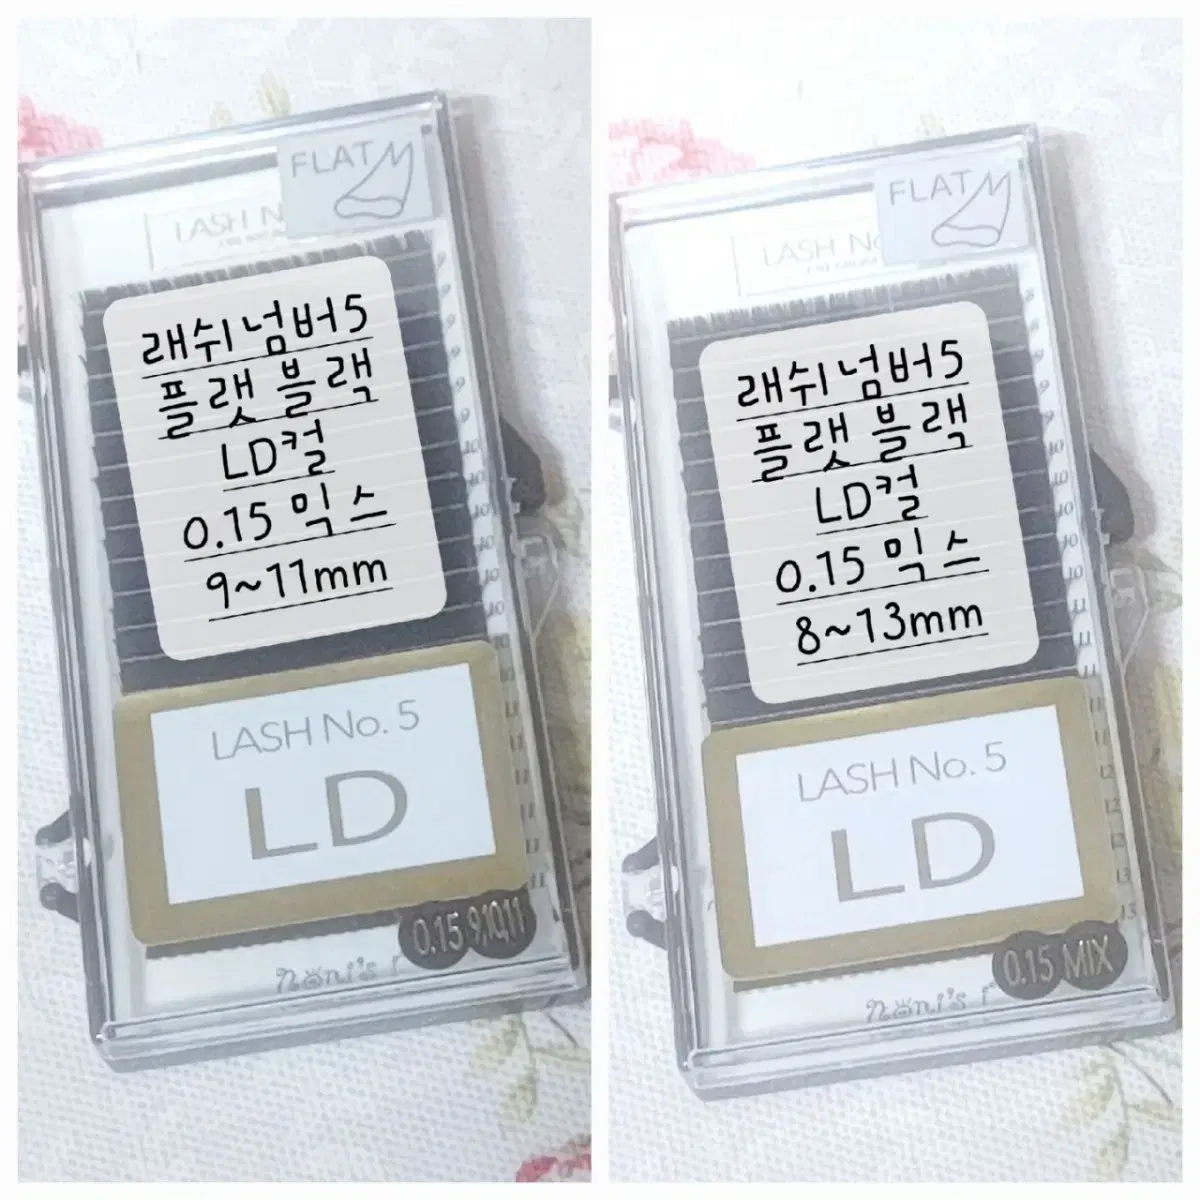 FLAT
LASH N
래쉬넘버5
플랫 블랙
LD컬
0.15 믹스
9~11mm
LASH No. 5
LD
0.15 9,10,11
noni's i
FLAT
LASH No
래쉬넘버5
플랫 블랙
LD컬
0.15 믹스
8~13mm
LASH No. 5
LD
0.15 MIX
noni's i